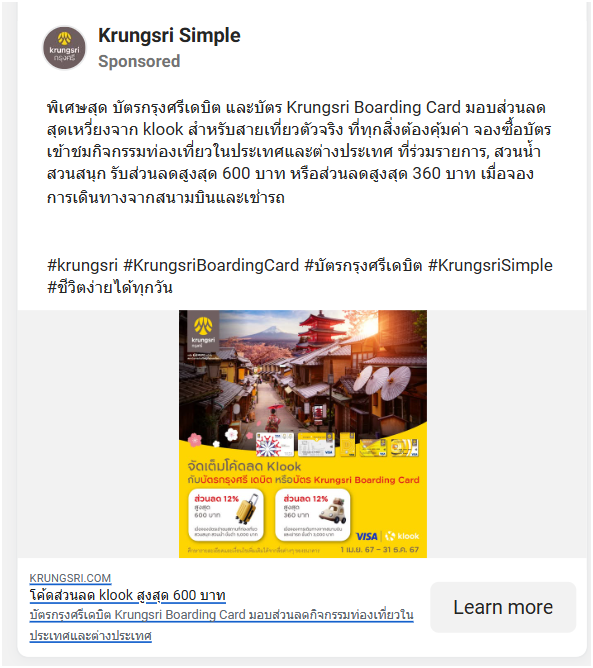 Krungsri Simple
Sponsored
พิเศษสุด บัตรกรุงศรีเดบิต และบัตร Krungsri Boarding Card มอบส่วนลด
สุดเหวี่ยงจาก klook สำหรับสายเที่ยวตัวจริง ที่ทุกสิ่งต้องคุ้มค่า จองซื้อบัตร
เข้าชมกิจกรรมท่องเที่ยวในประเทศและต่างประเทศ ที่ร่วมรายการ, สวนน้ำ
สวนสนุก รับส่วนลดสูงสุด 600 บาท หรือส่วนลดสูงสุด 360 บาท เมื่อจอง
การเดินทางจากสนามบินและเช่ารถ
#krungsri #KrungsriBoardingCard #บัตรกรุงศรีเดบิต #KrungsriSimple
#ชีวิตง่ายได้ทุกวัน
krungsri
กรุงศรี
จัดเต็มโค้ดลด Klook
กับบัตรกรุงศรี เดบิต หรือบัตร Krungsri Boarding Card
ส่วนลด 12%
สูงสุด
600 บาท
ส่วนลด 12%
สูงสุด
360 บาท
VISA klook
1 เม.ย. 67 – 31 ธ.ค. 67
KRUNGSRI.COM
โค้ดส่วนลด klook สูงสุด 600 บาท
บัตรกรุงศรีเดบิต Krungsri Boarding Card มอบส่วนลดกิจกรรมท่องเที่ยวใน
ประเทศและต่างประเทศ
Learn more